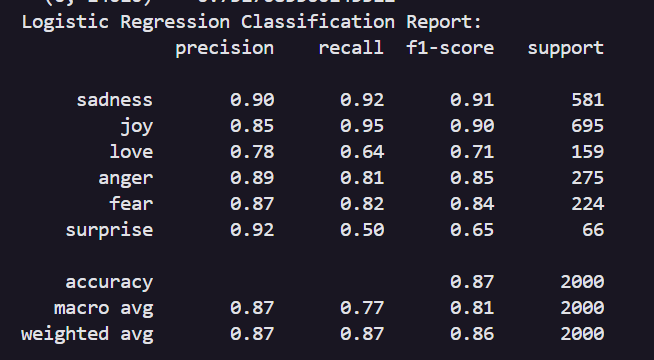 Logistic Regression Classification Report:
precision recall f1-score support
sadness 0.90 0.92 0.91 581
joy 0.85 0.95 0.90 695
love 0.78 0.64 0.71 159
anger 0.89 0.81 0.85 275
fear 0.87 0.82 0.84 224
surprise 0.92 0.50 0.65 66
accuracy 0.87 2000
macro avg 0.87 0.77 0.81 2000
weighted avg 0.87 0.87 0.86 2000